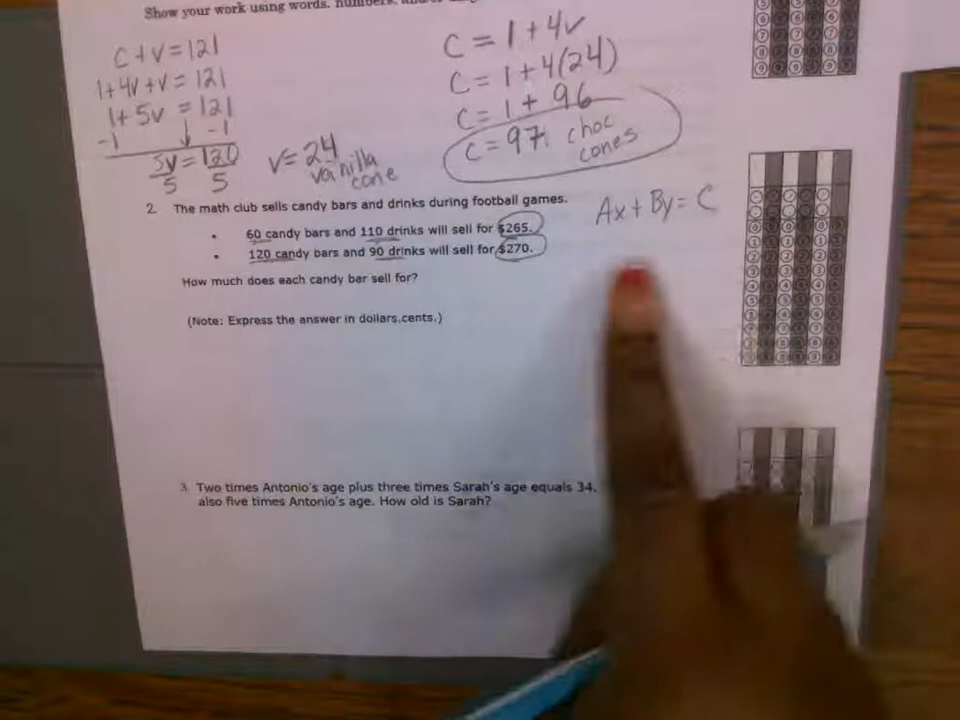 Show your work using words, numbers, and/or
C + V = 121
1 + 4V + V = 121
1 + 5V = 121
-1 ↓ -1
5V = 120
5 5
V = 24
vanilla
cone
C = 1 + 4V
C = 1 + 4(24)
C = 1 + 96
C = 97 choc
cones
2. The math club sells candy bars and drinks during football games.
• 60 candy bars and 110 drinks will sell for $265.
• 120 candy bars and 90 drinks will sell for $270.
How much does each candy bar sell for?
(Note: Express the answer in dollars.cents.)
Ax + By = C
3. Two times Antonio's age plus three times Sarah's age equals 34.
also five times Antonio's age. How old is Sarah?